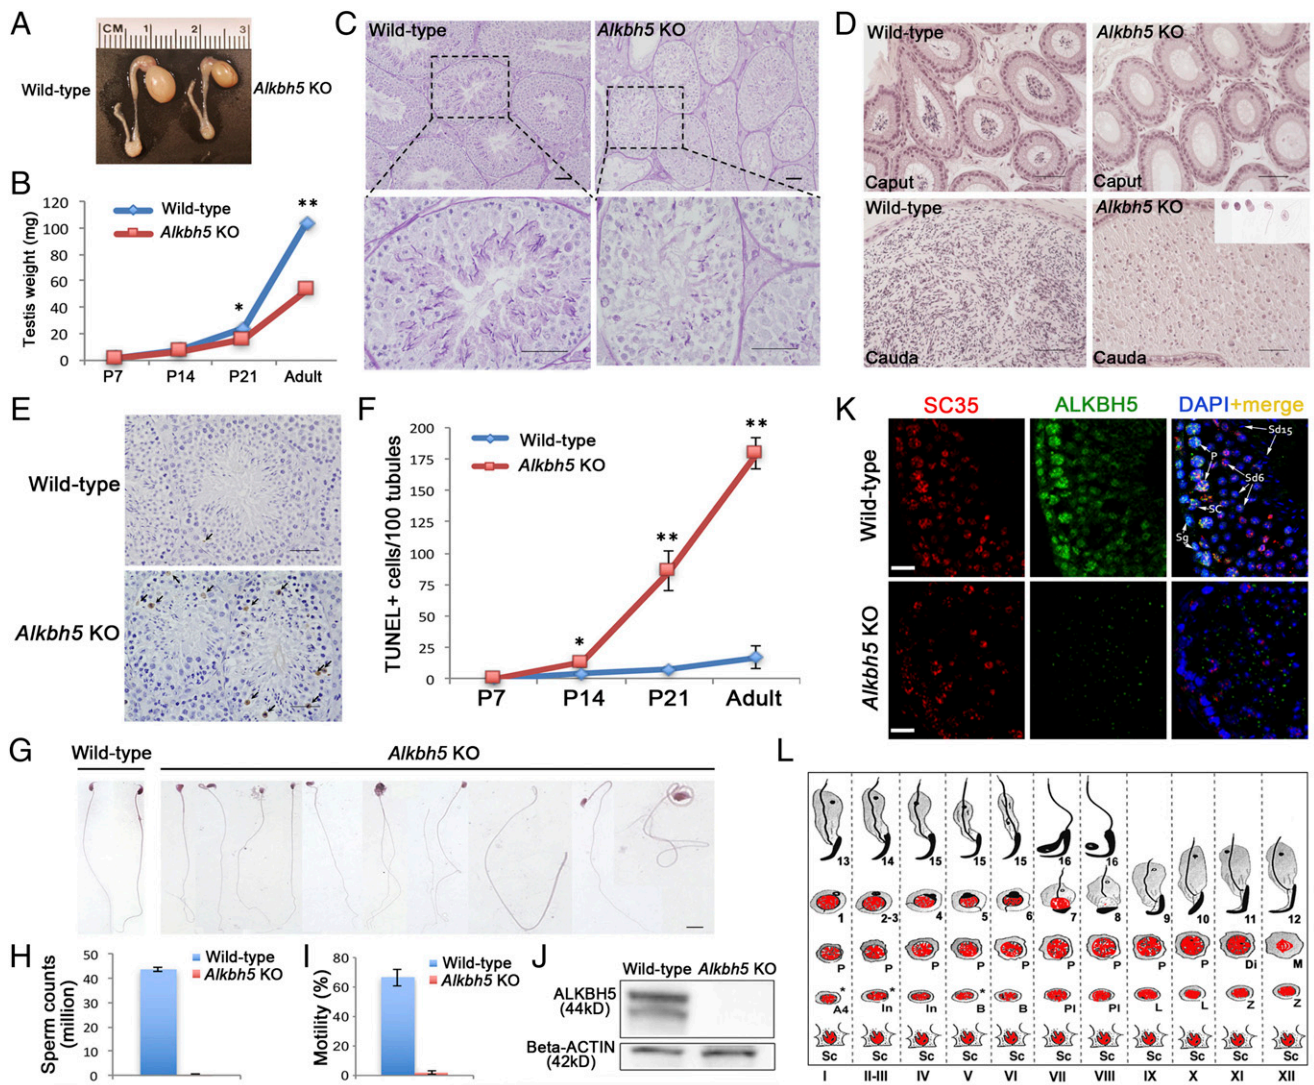 A
CM 1 2 3
Wild-type
Alkbh5 KO
B
Testis weight (mg)
120
100
80
60
40
20
0
Wild-type
Alkbh5 KO
*
**
P7 P14 P21 Adult
C
Wild-type
Alkbh5 KO
D
Wild-type
Caput
Alkbh5 KO
Caput
Wild-type
Cauda
Alkbh5 KO
Cauda
E
Wild-type
Alkbh5 KO
F
TUNEL+ cells/100 tubules
200
175
150
125
100
75
50
25
0
Wild-type
Alkbh5 KO
*
**
**
P7 P14 P21 Adult
G
Wild-type
Alkbh5 KO
H
Sperm counts
(million)
50
40
30
20
10
0
Wild-type
Alkbh5 KO
I
Motility (%)
80
60
40
20
0
Wild-type
Alkbh5 KO
J
Wild-type Alkbh5 KO
ALKBH5
(44kD)
Beta-ACTIN
(42kD)
K
SC35 ALKBH5 DAPI+merge
Wild-type
Sd15
P
Sd6
SC
Sg
Alkbh5 KO
L
13 14 15 15 15 16 16
1 2-3 4 5 6 7 8 9 10 11 12
P P P P P P P P P Di M
A4* In* In B* B Pl Pl L L Z Z
Sc Sc Sc Sc Sc Sc Sc Sc Sc Sc Sc
I II-III IV V VI VII VIII IX X XI XII